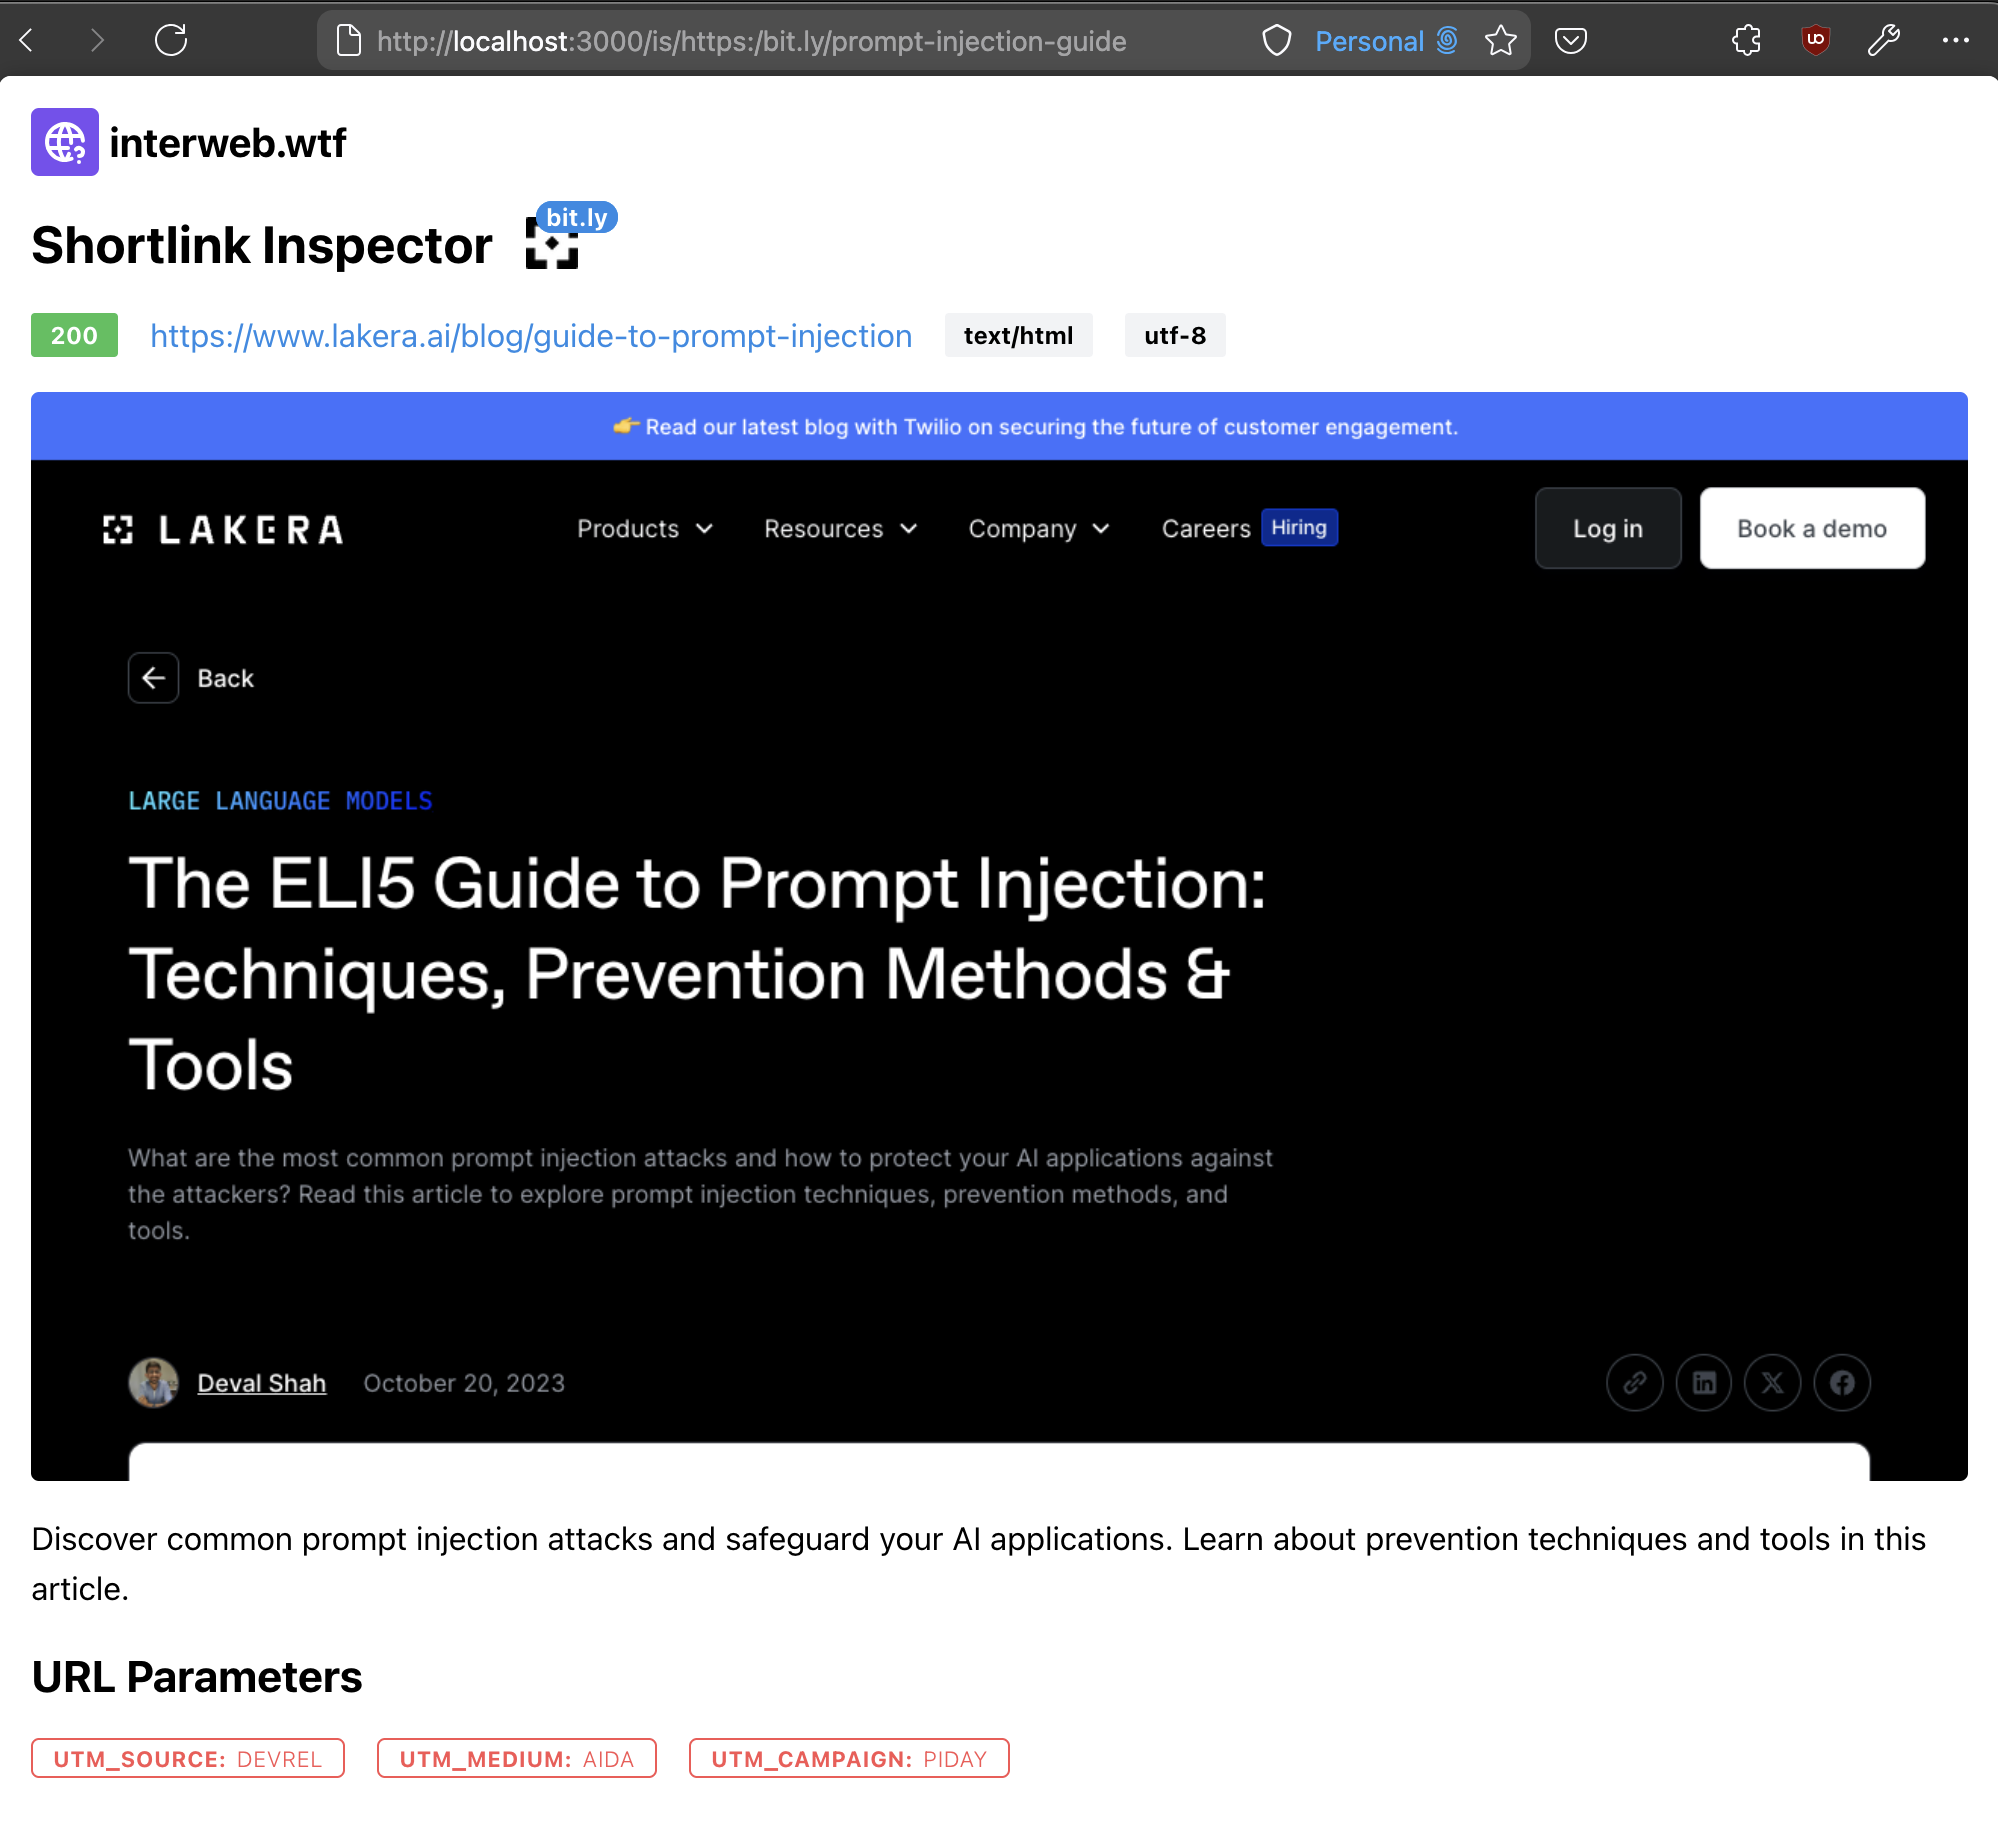 http://localhost:3000/is/https:/bit.ly/prompt-injection-guide
Personal
interweb.wtf
Shortlink Inspector
bit.ly
200
https://www.lakera.ai/blog/guide-to-prompt-injection
text/html
utf-8
👉 Read our latest blog with Twilio on securing the future of customer engagement.
LAKERA
Products
Resources
Company
Careers
Hiring
Log in
Book a demo
Back
LARGE LANGUAGE MODELS
The ELI5 Guide to Prompt Injection:
Techniques, Prevention Methods &
Tools
What are the most common prompt injection attacks and how to protect your AI applications against
the attackers? Read this article to explore prompt injection techniques, prevention methods, and
tools.
Deval Shah
October 20, 2023
Discover common prompt injection attacks and safeguard your AI applications. Learn about prevention techniques and tools in this
article.
URL Parameters
UTM_SOURCE: DEVREL
UTM_MEDIUM: AIDA
UTM_CAMPAIGN: PIDAY